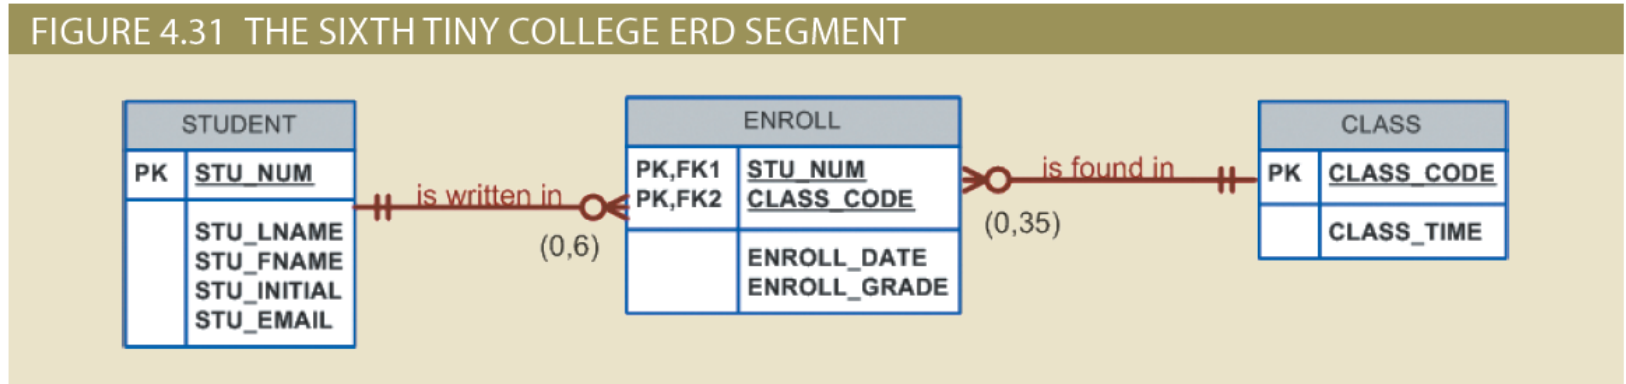 FIGURE 4.31 THE SIXTH TINY COLLEGE ERD SEGMENT
STUDENT
PK STU_NUM
STU_LNAME
STU_FNAME
STU_INITIAL
STU_EMAIL
is written in
(0,6)
ENROLL
PK,FK1 STU_NUM
PK,FK2 CLASS_CODE
ENROLL_DATE
ENROLL_GRADE
is found in
(0,35)
CLASS
PK CLASS_CODE
CLASS_TIME